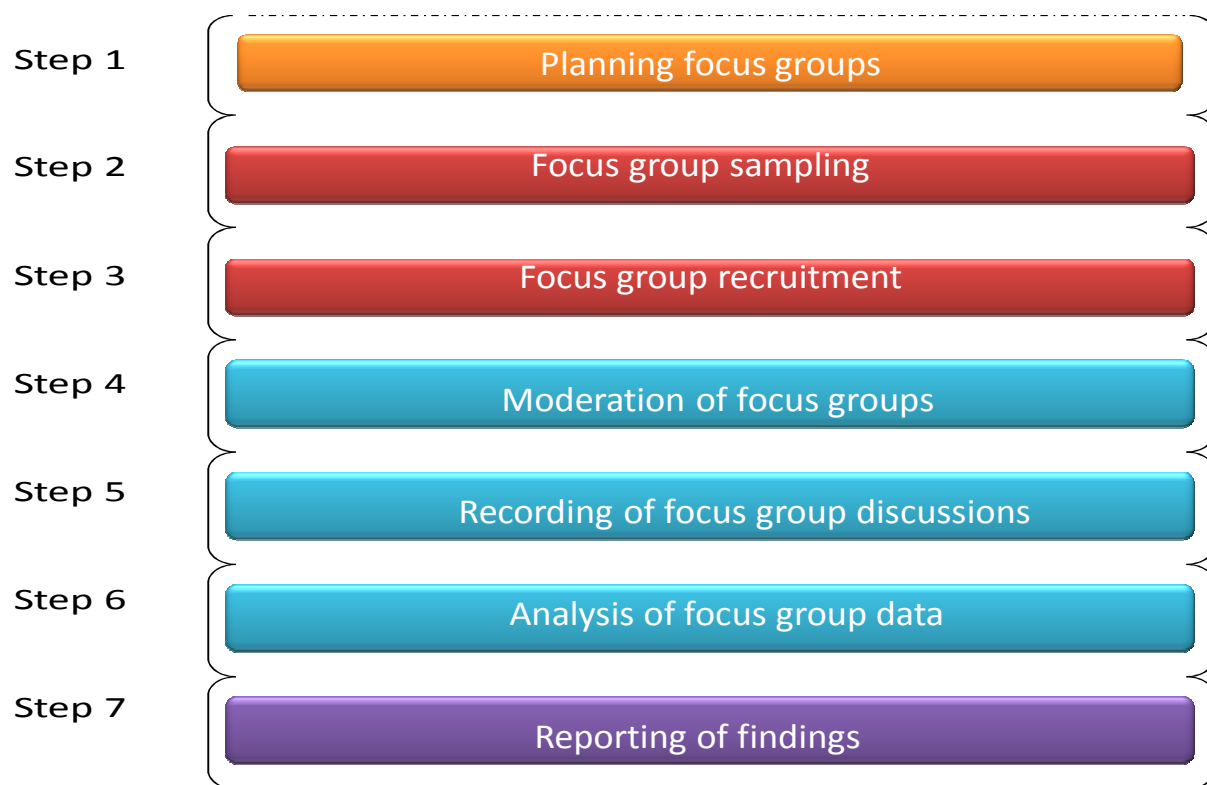 Step 1
Planning focus groups
Step 2
Focus group sampling
Step 3
Focus group recruitment
Step 4
Moderation of focus groups
Step 5
Recording of focus group discussions
Step 6
Analysis of focus group data
Step 7
Reporting of findings